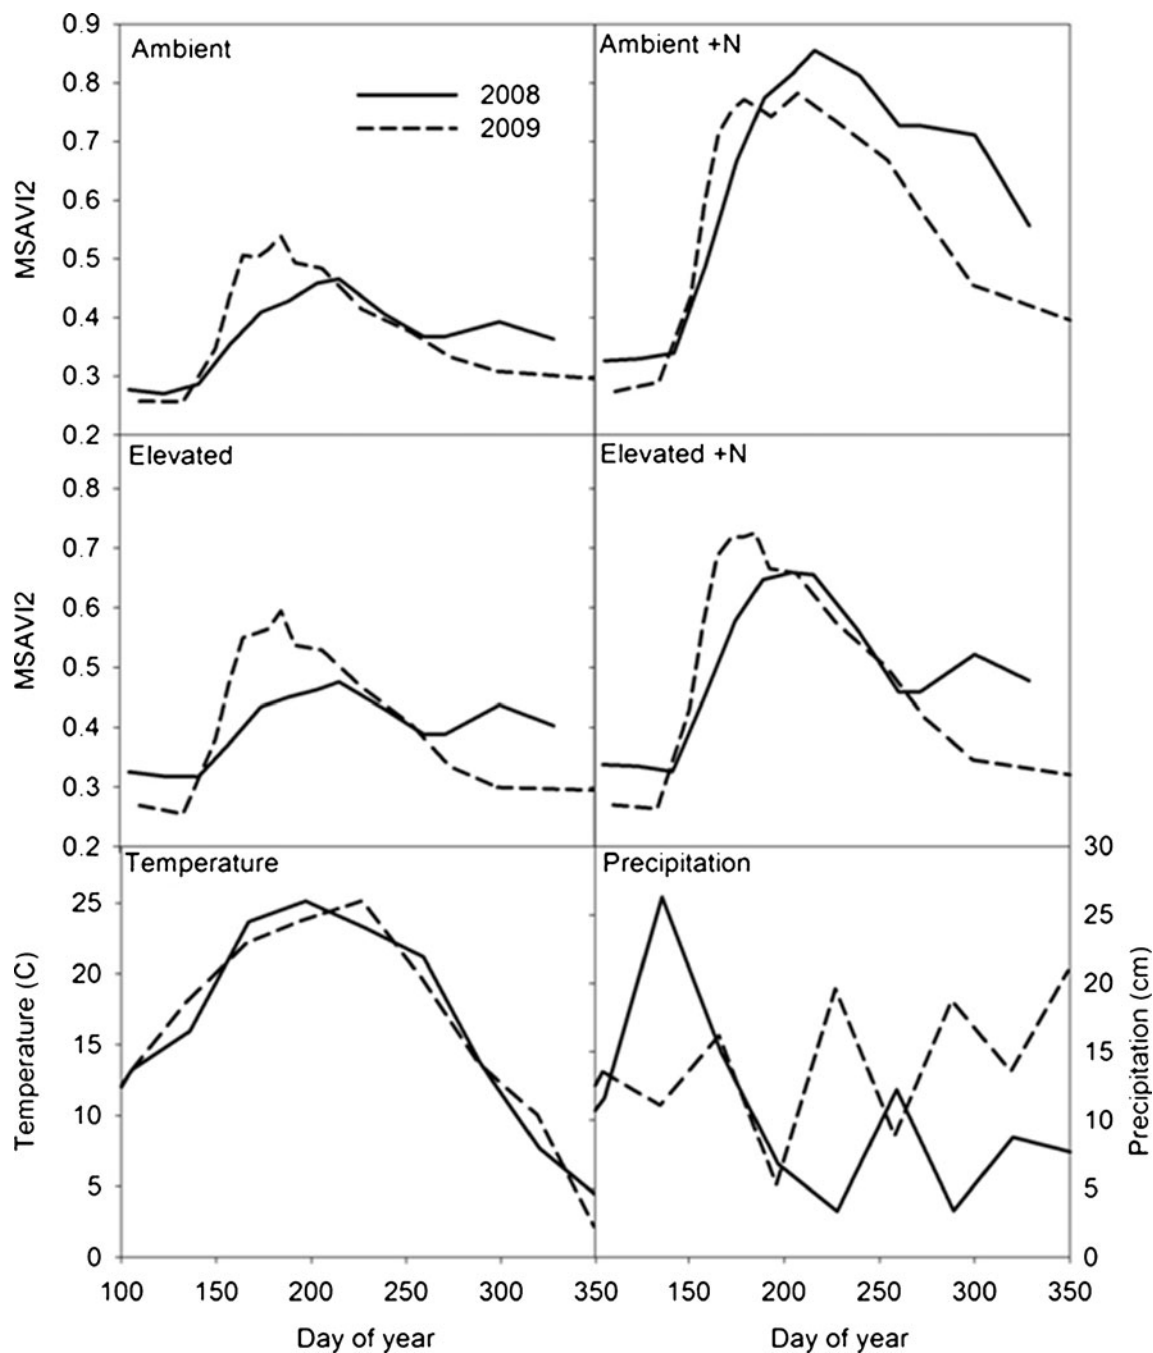 0.9
Ambient
Ambient +N
0.8
2008
2009
0.7
0.6
MSAVI2
0.5
0.4
0.3
0.2
Elevated
Elevated +N
0.8
0.7
0.6
MSAVI2
0.5
0.4
0.3
0.2
30
Temperature
Precipitation
25
25
20
20
Temperature (C)
15
15
Precipitation (cm)
10
10
5
5
0
0
100 150 200 250 300 350 150 200 250 300 350
Day of year
Day of year